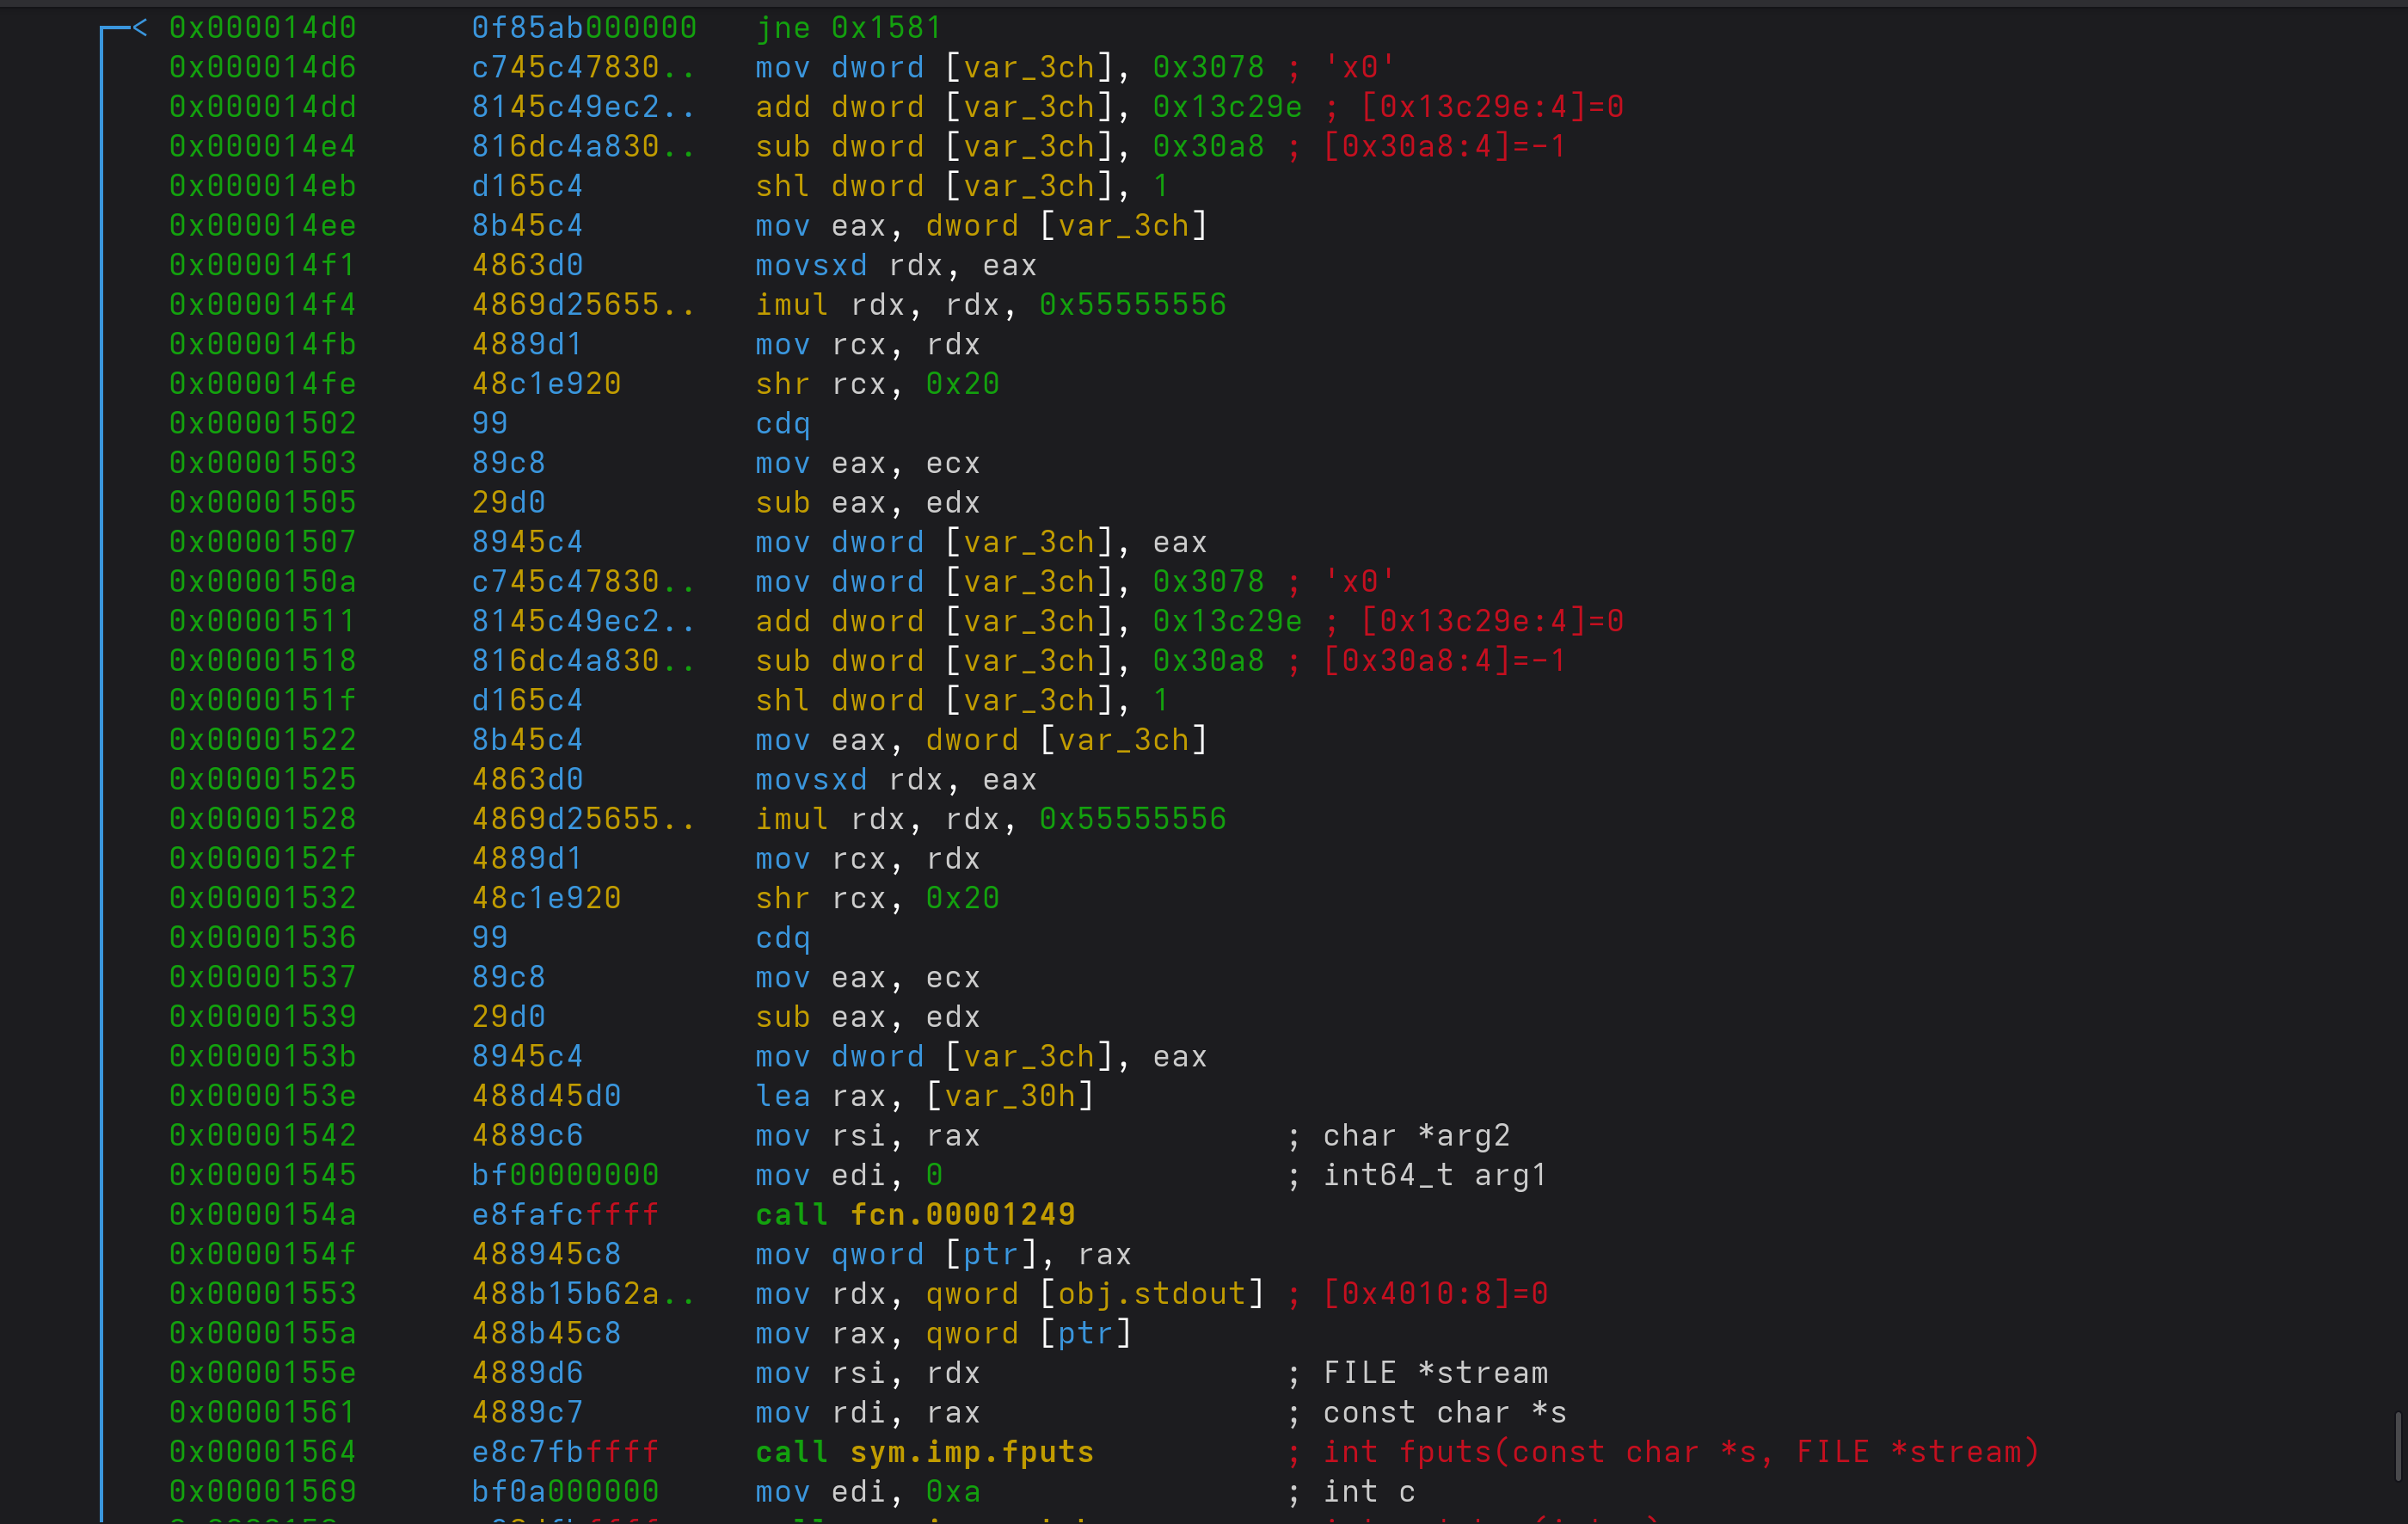 0x000014d0 0f85ab000000 jne 0x1581
0x000014d6 c745c47830.. mov dword [var_3ch], 0x3078 ; 'x0'
0x000014dd 8145c49ec2.. add dword [var_3ch], 0x13c29e ; [0x13c29e:4]=0
0x000014e4 816dc4a830.. sub dword [var_3ch], 0x30a8 ; [0x30a8:4]=-1
0x000014eb d165c4 shl dword [var_3ch], 1
0x000014ee 8b45c4 mov eax, dword [var_3ch]
0x000014f1 4863d0 movsxd rdx, eax
0x000014f4 4869d25655.. imul rdx, rdx, 0x55555556
0x000014fb 4889d1 mov rcx, rdx
0x000014fe 48c1e920 shr rcx, 0x20
0x00001502 99 cdq
0x00001503 89c8 mov eax, ecx
0x00001505 29d0 sub eax, edx
0x00001507 8945c4 mov dword [var_3ch], eax
0x0000150a c745c47830.. mov dword [var_3ch], 0x3078 ; 'x0'
0x00001511 8145c49ec2.. add dword [var_3ch], 0x13c29e ; [0x13c29e:4]=0
0x00001518 816dc4a830.. sub dword [var_3ch], 0x30a8 ; [0x30a8:4]=-1
0x0000151f d165c4 shl dword [var_3ch], 1
0x00001522 8b45c4 mov eax, dword [var_3ch]
0x00001525 4863d0 movsxd rdx, eax
0x00001528 4869d25655.. imul rdx, rdx, 0x55555556
0x0000152f 4889d1 mov rcx, rdx
0x00001532 48c1e920 shr rcx, 0x20
0x00001536 99 cdq
0x00001537 89c8 mov eax, ecx
0x00001539 29d0 sub eax, edx
0x0000153b 8945c4 mov dword [var_3ch], eax
0x0000153e 488d45d0 lea rax, [var_30h]
0x00001542 4889c6 mov rsi, rax ; char *arg2
0x00001545 bf00000000 mov edi, 0 ; int64_t arg1
0x0000154a e8fafcffff call fcn.00001249
0x0000154f 488945c8 mov qword [ptr], rax
0x00001553 488b15b62a.. mov rdx, qword [obj.stdout] ; [0x4010:8]=0
0x0000155a 488b45c8 mov rax, qword [ptr]
0x0000155e 4889d6 mov rsi, rdx ; FILE *stream
0x00001561 4889c7 mov rdi, rax ; const char *s
0x00001564 e8c7fbffff call sym.imp.fputs ; int fputs(const char *s, FILE *stream)
0x00001569 bf0a000000 mov edi, 0xa ; int c